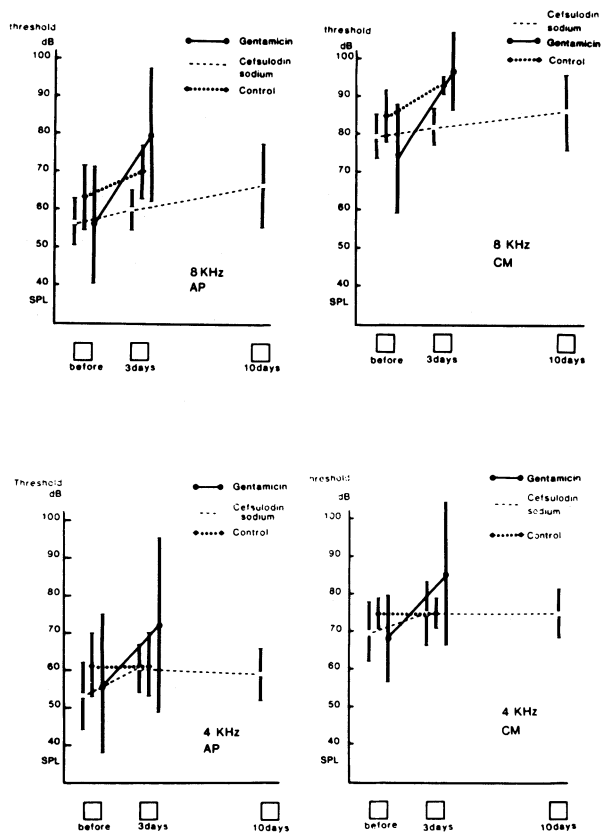 threshold
dB
Gentamicin
Cefsulodin
sodium
Control
100
90
80
70
60
50
40
SPL
8 KHz
AP
before
3days
10days
threshold
dB
Cefsulodin
sodium
Gentamicin
Control
100
90
80
70
60
50
40
SPL
8 KHz
CM
before
3days
10days
Threshold
dB
Gentamicin
Cefsulodin
sodium
Control
100
90
80
70
60
50
40
SPL
4 KHz
AP
before
3days
10days
hreshold
dB
Gentamicin
Cefsulodin
sodium
Control
100
90
80
70
60
50
40
SPL
4 KHz
CM
before
3days
10days